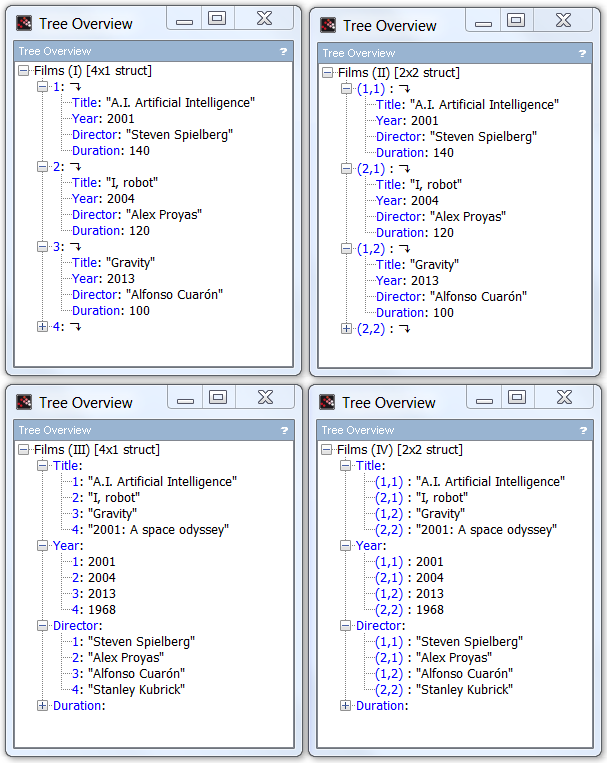 Tree Overview
Tree Overview ?
Films (I) [4x1 struct]
1:
Title: "A.I. Artificial Intelligence"
Year: 2001
Director: "Steven Spielberg"
Duration: 140
2:
Title: "I, robot"
Year: 2004
Director: "Alex Proyas"
Duration: 120
3:
Title: "Gravity"
Year: 2013
Director: "Alfonso Cuarón"
Duration: 100
4:
Tree Overview
Tree Overview ?
Films (II) [2x2 struct]
(1,1) :
Title: "A.I. Artificial Intelligence"
Year: 2001
Director: "Steven Spielberg"
Duration: 140
(2,1) :
Title: "I, robot"
Year: 2004
Director: "Alex Proyas"
Duration: 120
(1,2) :
Title: "Gravity"
Year: 2013
Director: "Alfonso Cuarón"
Duration: 100
(2,2) :
Tree Overview
Tree Overview ?
Films (III) [4x1 struct]
Title:
1: "A.I. Artificial Intelligence"
2: "I, robot"
3: "Gravity"
4: "2001: A space odyssey"
Year:
1: 2001
2: 2004
3: 2013
4: 1968
Director:
1: "Steven Spielberg"
2: "Alex Proyas"
3: "Alfonso Cuarón"
4: "Stanley Kubrick"
Duration:
Tree Overview
Tree Overview ?
Films (IV) [2x2 struct]
Title:
(1,1) : "A.I. Artificial Intelligence"
(2,1) : "I, robot"
(1,2) : "Gravity"
(2,2) : "2001: A space odyssey"
Year:
(1,1) : 2001
(2,1) : 2004
(1,2) : 2013
(2,2) : 1968
Director:
(1,1) : "Steven Spielberg"
(2,1) : "Alex Proyas"
(1,2) : "Alfonso Cuarón"
(2,2) : "Stanley Kubrick"
Duration: